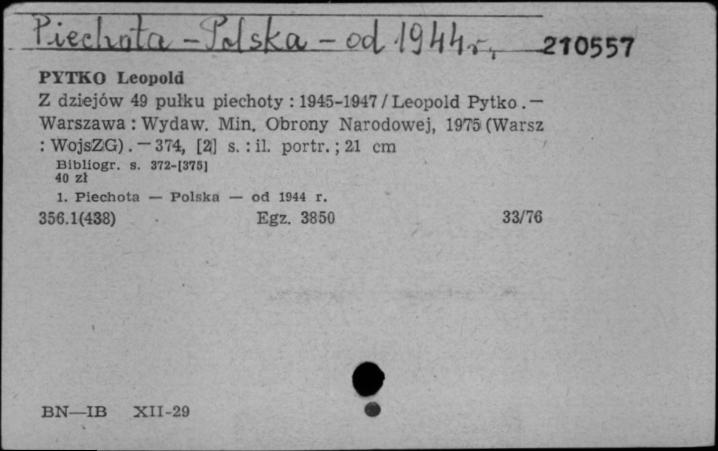 Piechota – Polska – od 1944 r. 210557
PYTKO Leopold
Z dziejów 49 pułku piechoty : 1945-1947 / Leopold Pytko . —
Warszawa : Wydaw. Min. Obrony Narodowej, 1975 (Warsz
: WojsZG) . — 374, [2] s. : il. portr. ; 21 cm
Bibliogr. s. 372-[375]
40 zł
1. Piechota — Polska — od 1944 r.
356.1(438) Egz. 3850 33/76
BN—IB XII-29